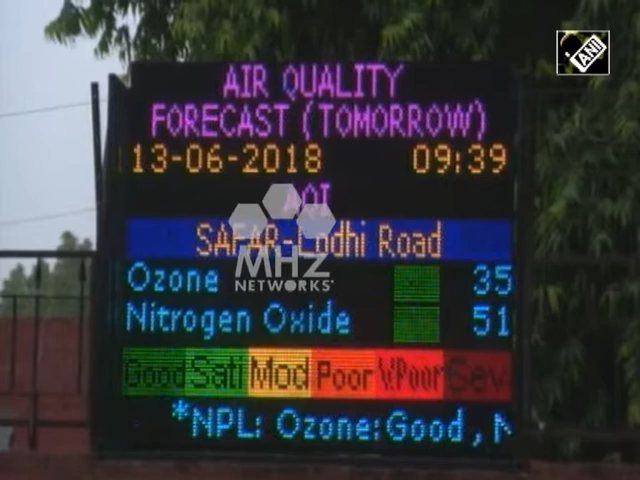 ANI
AIR QUALITY
FORECAST (TOMORROW)
13-06-2018 09:39
AQI
SAFAR-Lodhi Road
MHZ
NETWORKS
Ozone 35
Nitrogen Oxide 51
Good Sati Mod Poor V.Poor Sev
*NPL: Ozone:Good , N